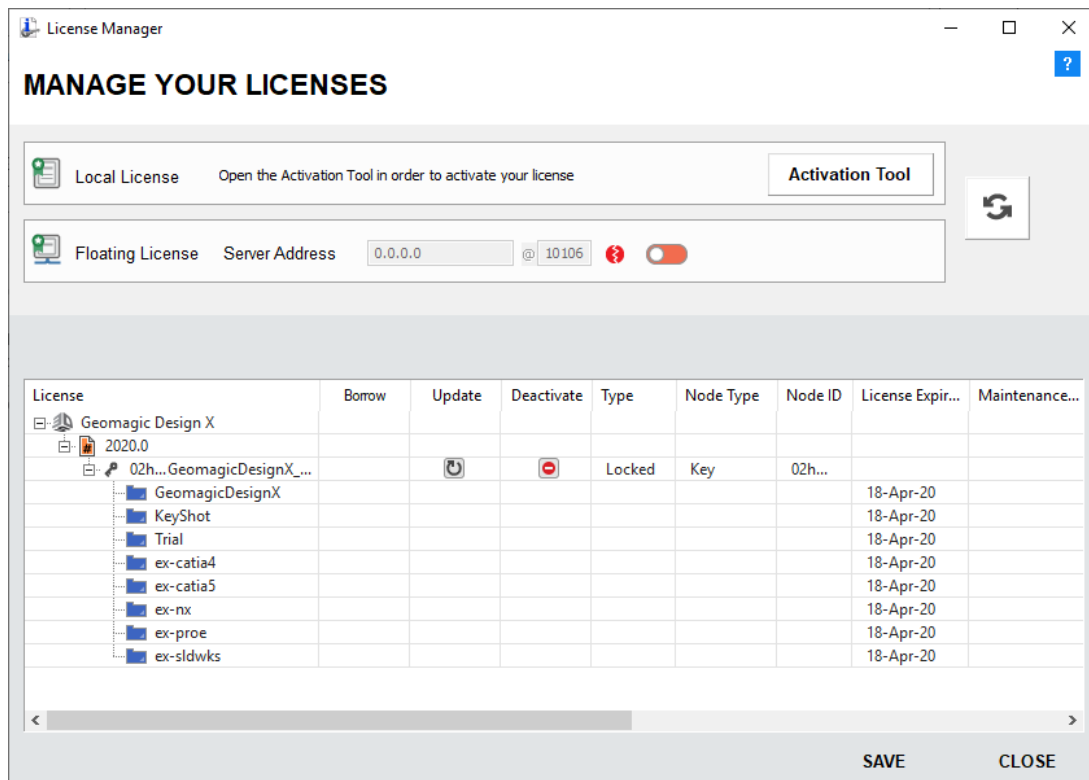 License Manager
?
MANAGE YOUR LICENSES
Local License Open the Activation Tool in order to activate your license Activation Tool
Floating License Server Address 0.0.0.0 @ 10106
License Borrow Update Deactivate Type Node Type Node ID License Expir... Maintenance...
Geomagic Design X
2020.0
02h...GeomagicDesignX_... Locked Key 02h...
GeomagicDesignX 18-Apr-20
KeyShot 18-Apr-20
Trial 18-Apr-20
ex-catia4 18-Apr-20
ex-catia5 18-Apr-20
ex-nx 18-Apr-20
ex-proe 18-Apr-20
ex-sldwks 18-Apr-20
SAVE CLOSE